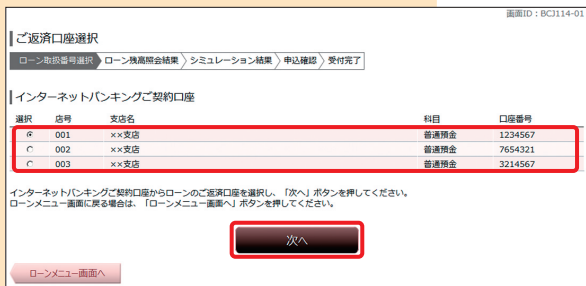 画面ID：BCJ114-01
ご返済口座選択
ローン取扱番号選択 ローン残高照会結果 シミュレーション結果 申込確認 受付完了
インターネットバンキングご契約口座
選択 店号 支店名 科目 口座番号
001 ××支店 普通預金 1234567
002 ××支店 普通預金 7654321
003 ××支店 普通預金 3214567
インターネットバンキングご契約口座からローンのご返済口座を選択し、「次へ」ボタンを押してください。
ローンメニュー画面に戻る場合は、「ローンメニュー画面へ」ボタンを押してください。
次へ
ローンメニュー画面へ